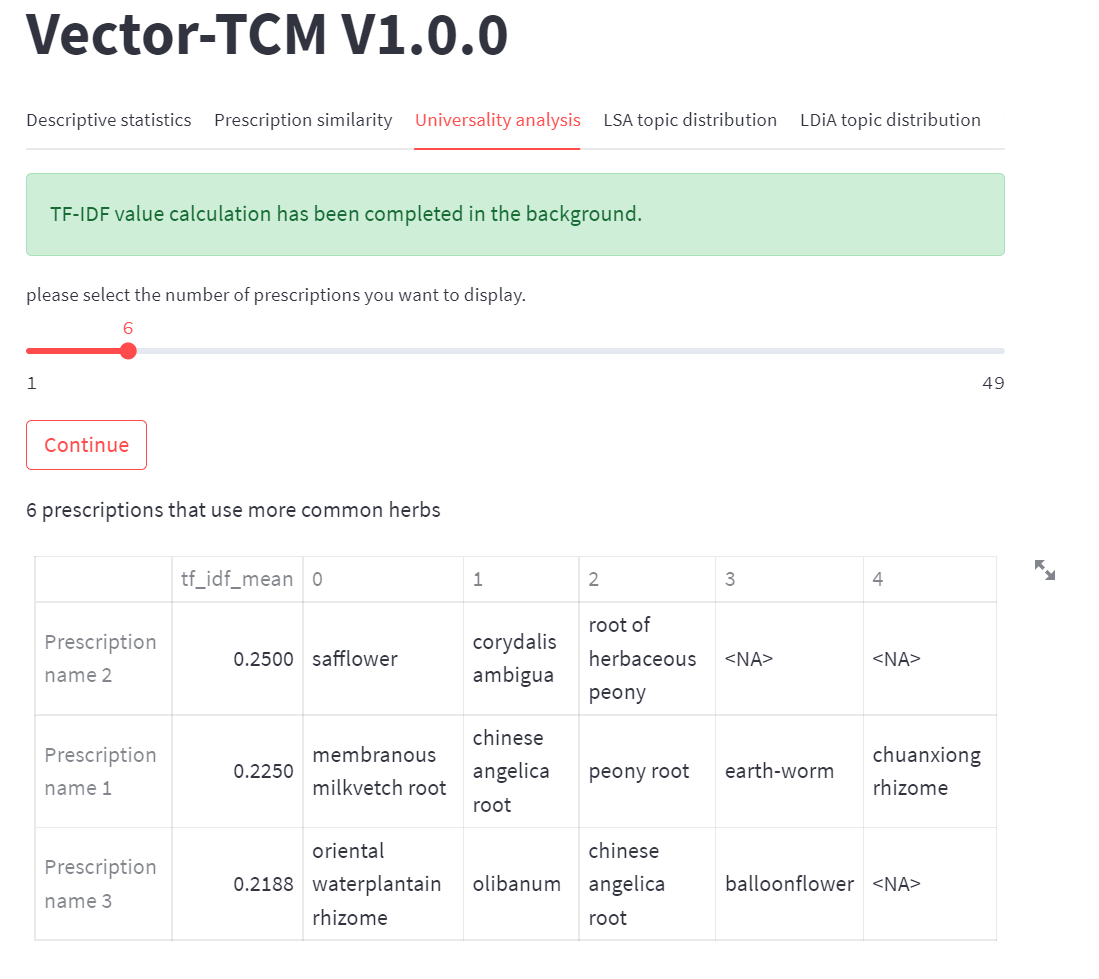 Vector-TCM V1.0.0
Descriptive statistics Prescription similarity Universality analysis LSA topic distribution LDiA topic distribution
TF-IDF value calculation has been completed in the background.
please select the number of prescriptions you want to display.
6
1 49
Continue
6 prescriptions that use more common herbs
tf_idf_mean 0 1 2 3 4
Prescription name 2 0.2500 safflower corydalis ambigua root of herbaceous peony <NA> <NA>
Prescription name 1 0.2250 membranous milkvetch root chinese angelica root peony root earth-worm chuanxiong rhizome
Prescription name 3 0.2188 oriental waterplantain rhizome olibanum chinese angelica root balloonflower <NA>